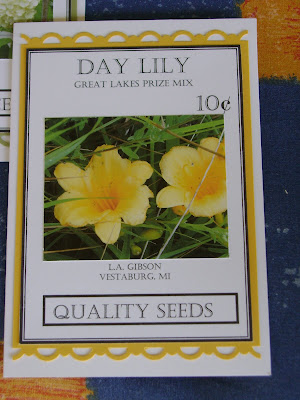 DAY LILY
GREAT LAKES PRIZE MIX
10¢
L.A. GIBSON
VESTABURG, MI
QUALITY SEEDS